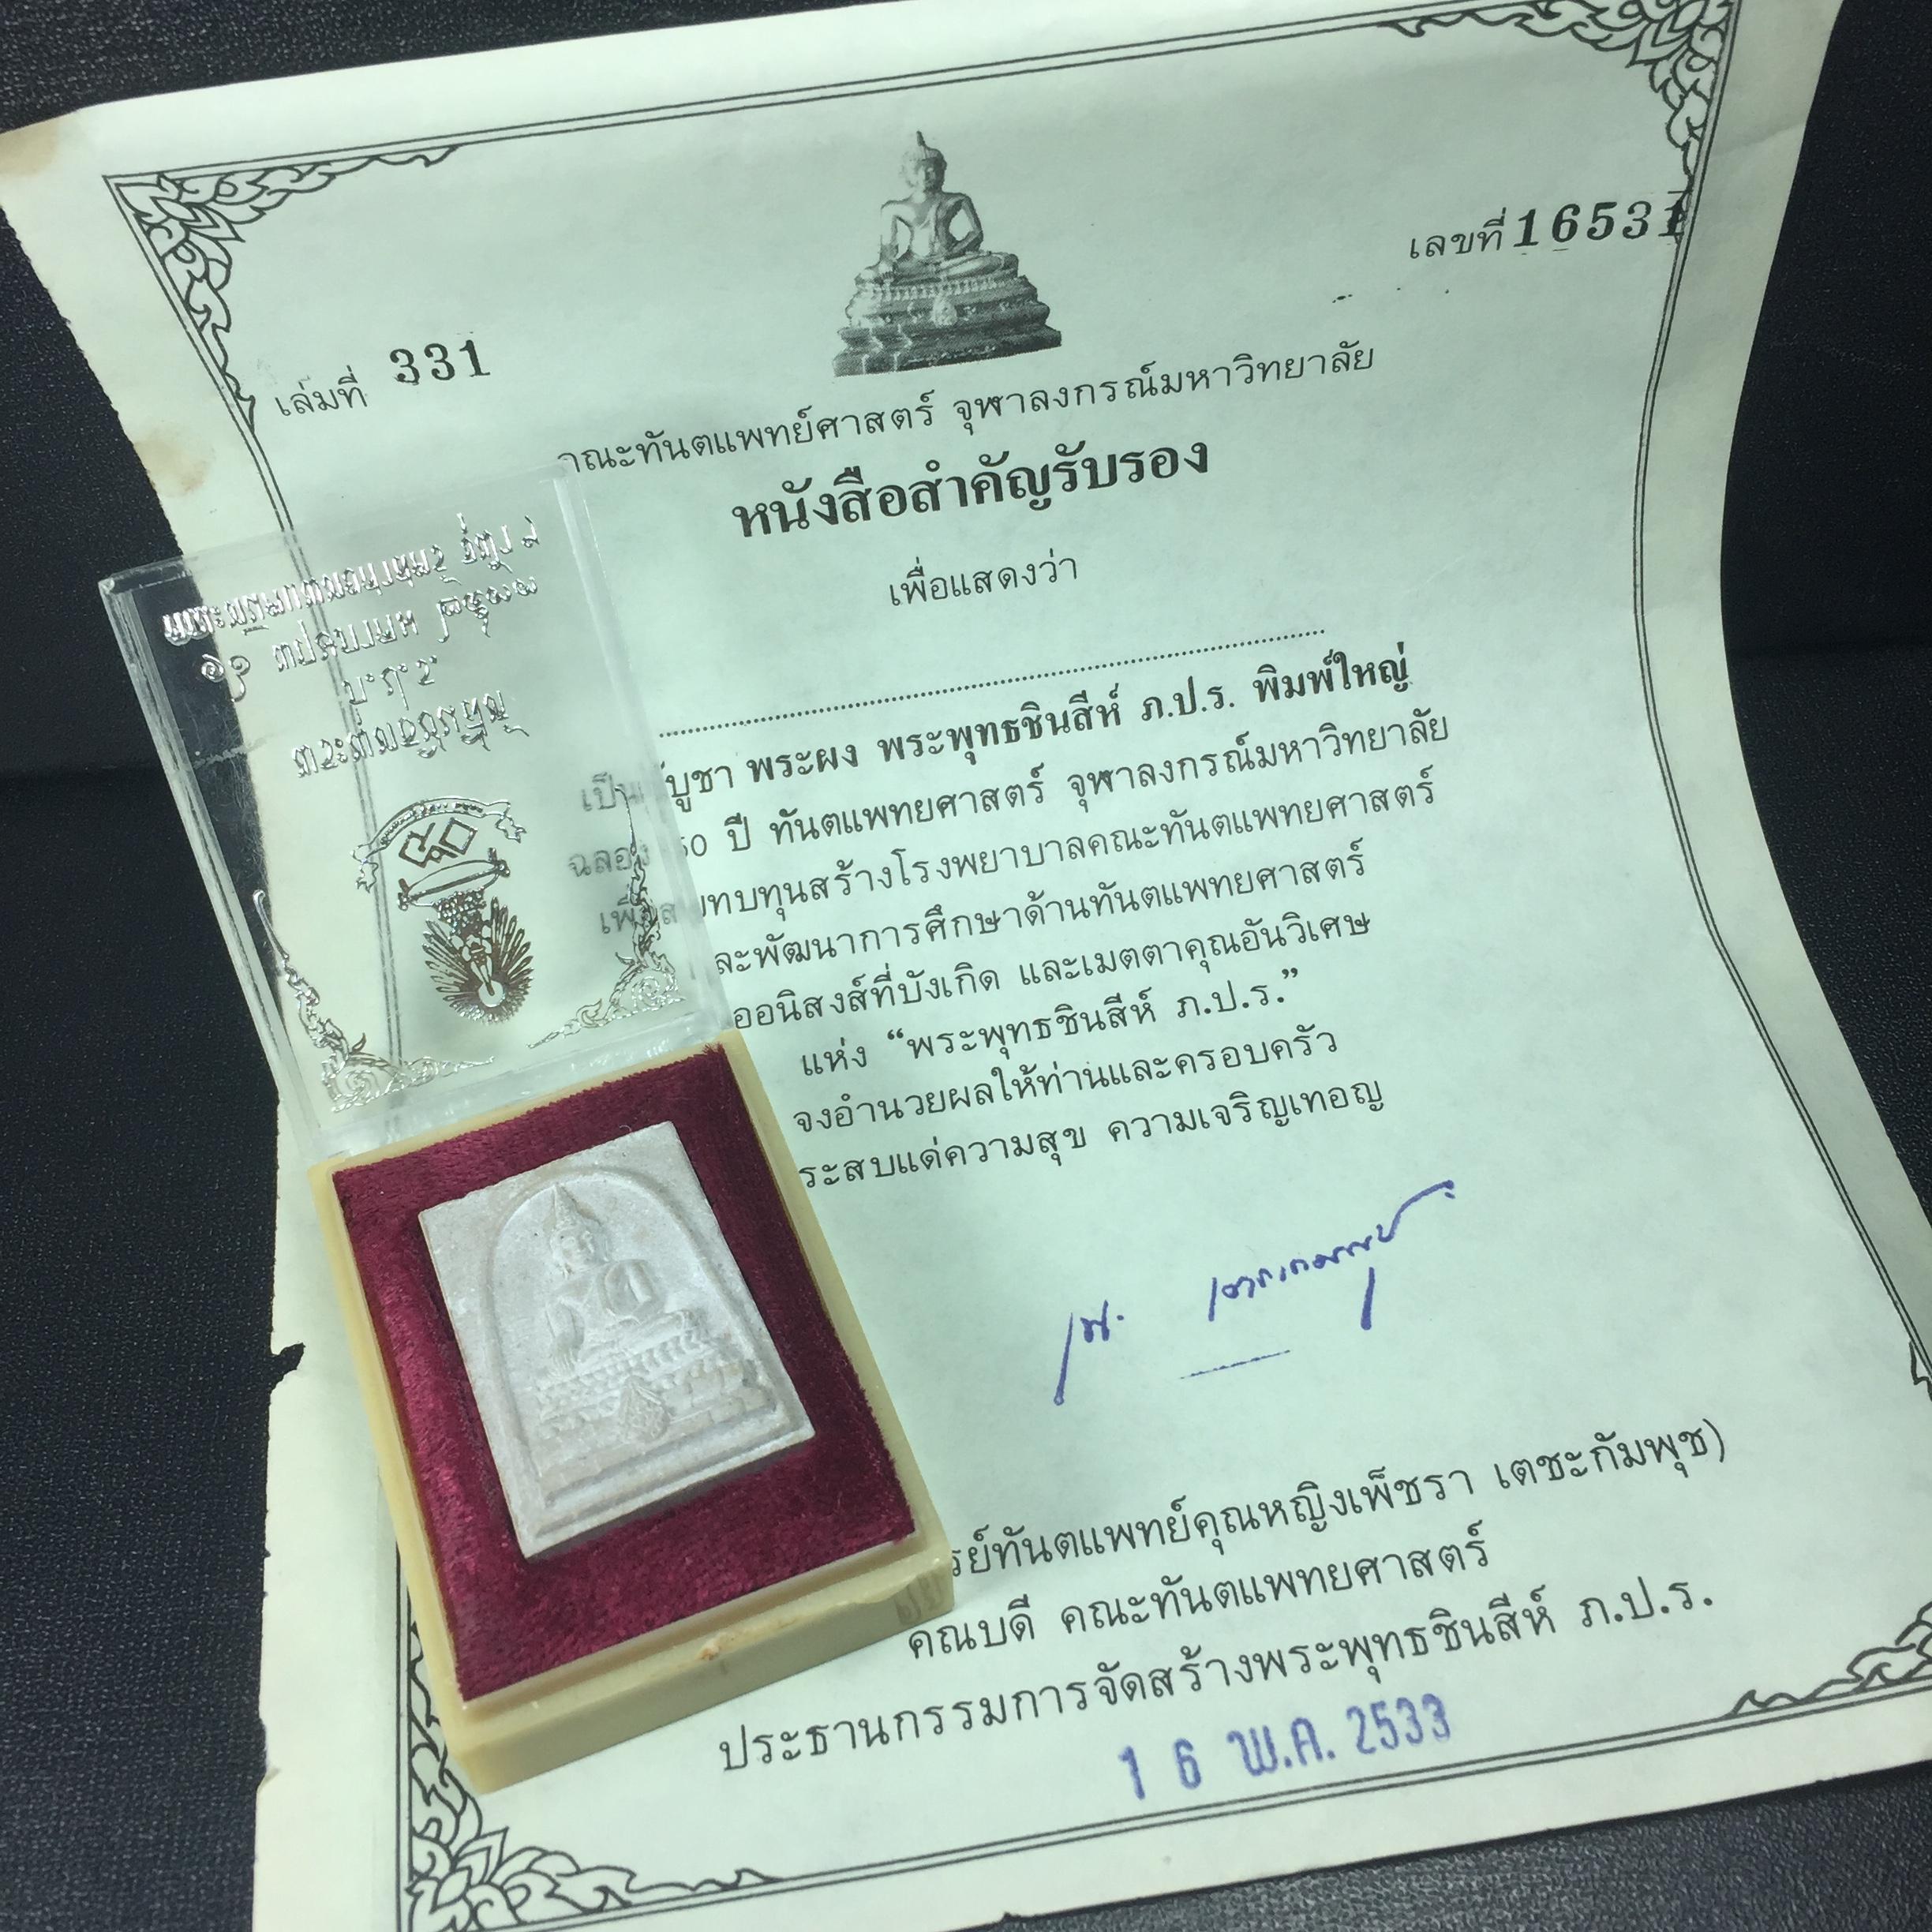 เล่มที่ 331
เลขที่ 16531
คณะทันตแพทย์ศาสตร์ จุฬาลงกรณ์มหาวิทยาลัย
หนังสือสำคัญรับรอง
เพื่อแสดงว่า
เป็น บูชา พระผง พระพุทธชินสีห์ ภ.ป.ร. พิมพ์ใหญ่
ฉลอง 50 ปี ทันตแพทยศาสตร์ จุฬาลงกรณ์มหาวิทยาลัย
เพื่อสมทบทุนสร้างโรงพยาบาลคณะทันตแพทยศาสตร์
และพัฒนาการศึกษาด้านทันตแพทยศาสตร์
ขออนิสงส์ที่บังเกิด และเมตตาคุณอันวิเศษ
แห่ง “พระพุทธชินสีห์ ภ.ป.ร.”
จงอำนวยผลให้ท่านและครอบครัว
ประสบแด่ความสุข ความเจริญเทอญ
รย์ทันตแพทย์คุณหญิงเพ็ชรา เตชะกัมพุช)
คณบดี คณะทันตแพทยศาสตร์
ประธานกรรมการจัดสร้างพระพุทธชินสีห์ ภ.ป.ร.
16 พ.ค. 2533